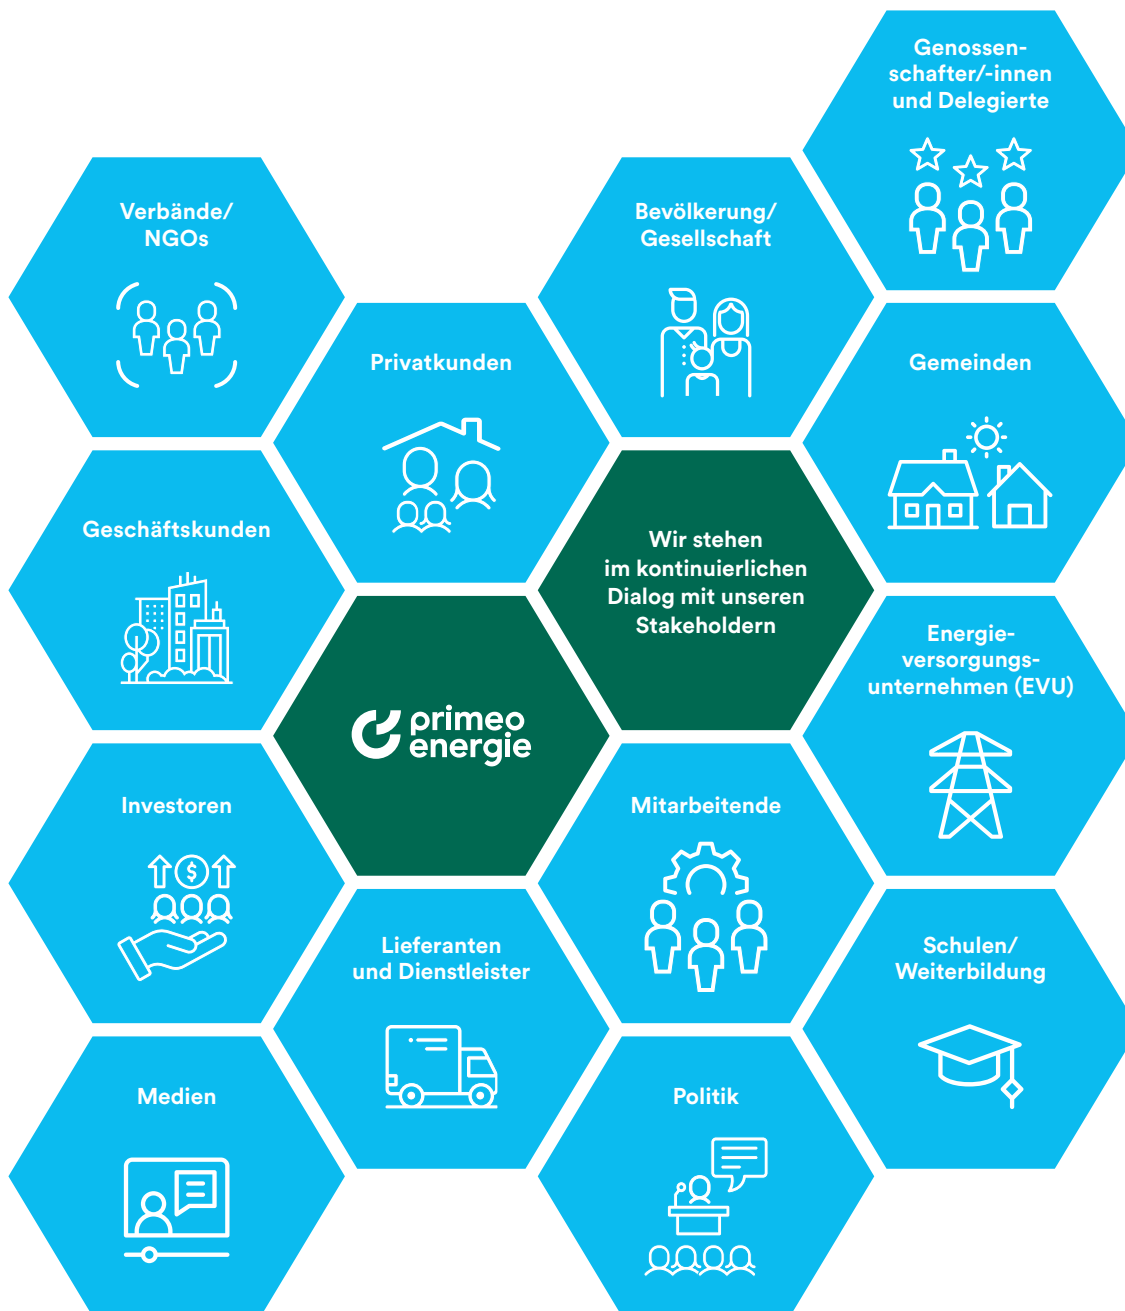 Genossen-
schafter/-innen
und Delegierte
Verbände/
NGOs
Bevölkerung/
Gesellschaft
Privatkunden
Gemeinden
Geschäftskunden
Wir stehen
im kontinuierlichen
Dialog mit unseren
Stakeholdern
Energie-
versorgungs-
unternehmen (EVU)
primeo
energie
Investoren
$
Mitarbeitende
Lieferanten
und Dienstleister
Schulen/
Weiterbildung
Medien
Politik